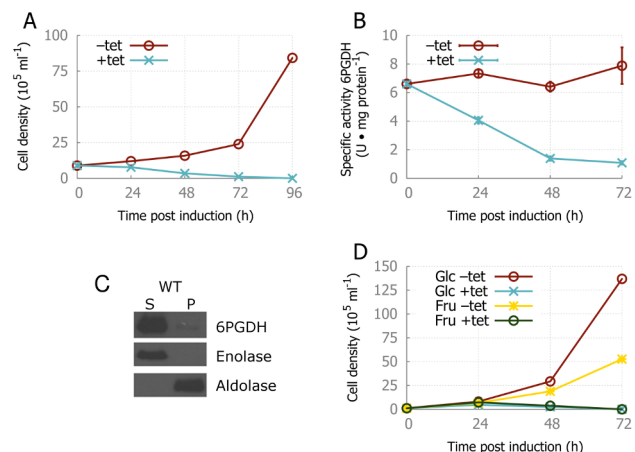 A
−tet
+tet
Cell density (10⁵ ml⁻¹)
100
75
50
25
0
0 24 48 72 96
Time post induction (h)
B
−tet
+tet
Specific activity 6PGDH
(U • mg protein⁻¹)
10
8
6
4
2
0
0 24 48 72
Time post induction (h)
C
WT
S P
6PGDH
Enolase
Aldolase
D
Glc −tet
Glc +tet
Fru −tet
Fru +tet
Cell density (10⁵ ml⁻¹)
150
125
100
75
50
25
0
0 24 48 72
Time post induction (h)